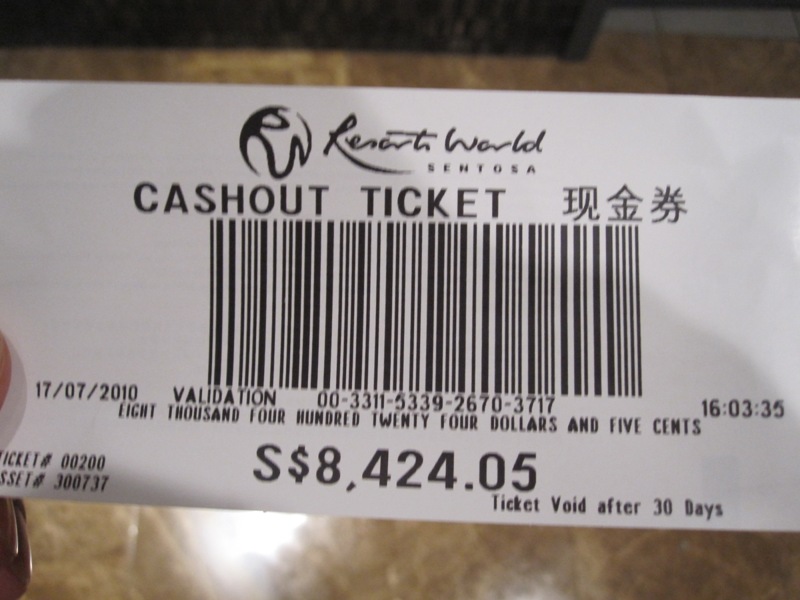 Resorts World
SENTOSA
CASHOUT TICKET 现金券
17/07/2010 VALIDATION 00-3311-5339-2670-3717 16:03:35
EIGHT THOUSAND FOUR HUNDRED TWENTY FOUR DOLLARS AND FIVE CENTS
TICKET# 00200
SSET# 300737
S$8,424.05
Ticket Void after 30 Days